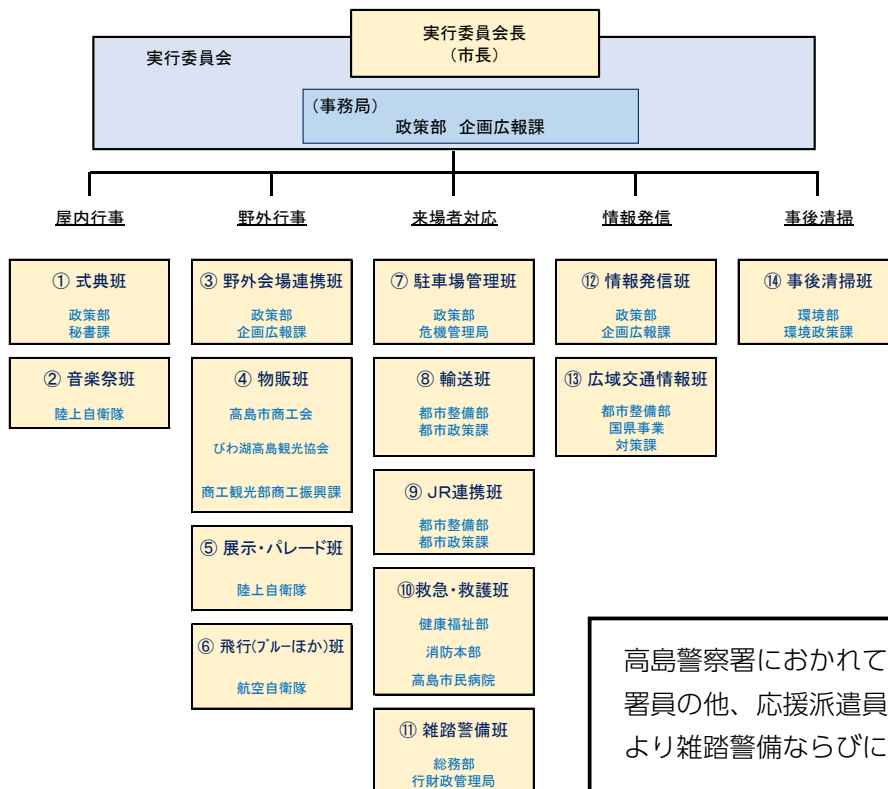 実行委員会長
(市長)
実行委員会
(事務局)
政策部 企画広報課
屋内行事
野外行事
来場者対応
情報発信
事後清掃
① 式典班
政策部
秘書課
② 音楽祭班
陸上自衛隊
③ 野外会場連携班
政策部
企画広報課
④ 物販班
高島市商工会
びわ湖高島観光協会
商工観光部商工振興課
⑤ 展示・パレード班
陸上自衛隊
⑥ 飛行(ブルーほか)班
航空自衛隊
⑦ 駐車場管理班
政策部
危機管理局
⑧ 輸送班
都市整備部
都市政策課
⑨ JR連携班
都市整備部
都市政策課
⑩救急・救護班
健康福祉部
消防本部
高島市民病院
⑪ 雑踏警備班
総務部
行財政管理局
⑫ 情報発信班
政策部
企画広報課
⑬ 広域交通情報班
都市整備部
国県事業
対策課
⑭ 事後清掃班
環境部
環境政策課
高島警察署におかれて
署員の他、応援派遣員
より雑踏警備ならびに